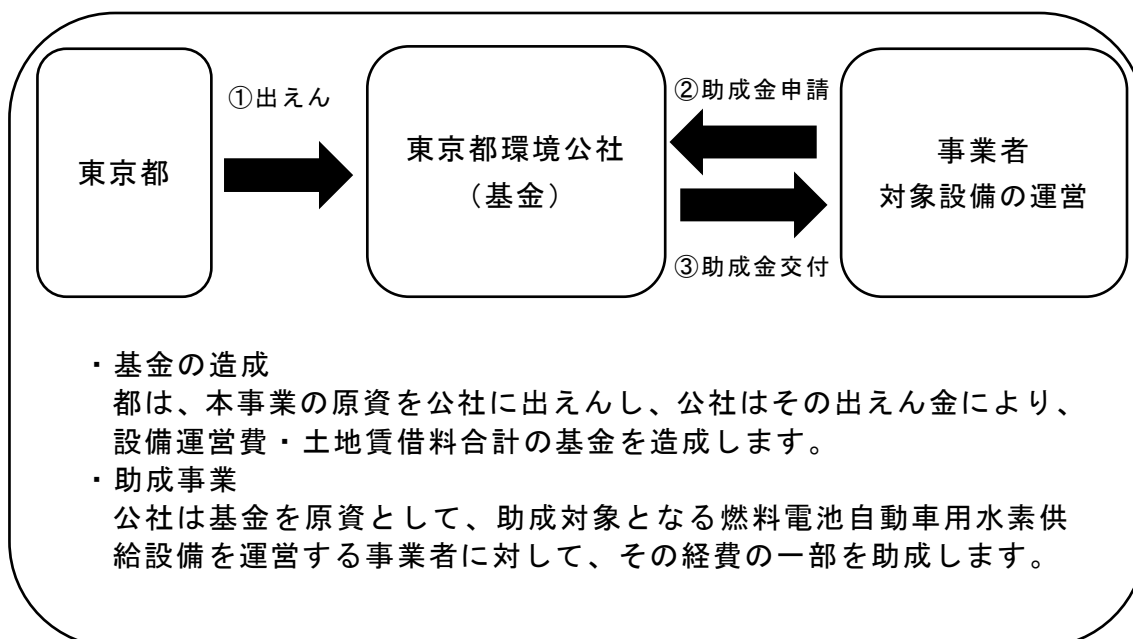 東京都
①出えん
東京都環境公社
（基金）
②助成金申請
③助成金交付
事業者
対象設備の運営
・基金の造成
都は、本事業の原資を公社に出えんし、公社はその出えん金により、
設備運営費・土地賃借料合計の基金を造成します。
・助成事業
公社は基金を原資として、助成対象となる燃料電池自動車用水素供
給設備を運営する事業者に対して、その経費の一部を助成します。